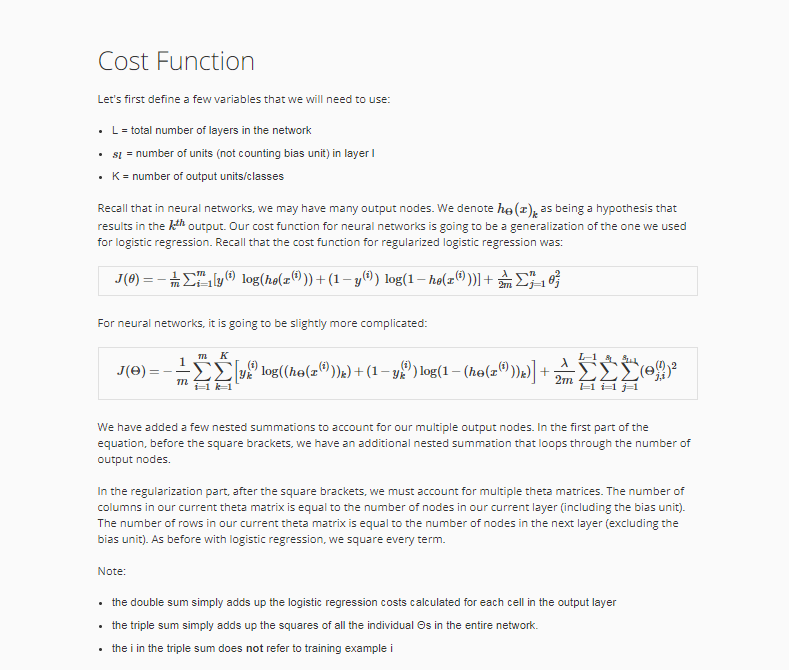 Cost Function
Let's first define a few variables that we will need to use:
• L = total number of layers in the network
• s_l = number of units (not counting bias unit) in layer l
• K = number of output units/classes
Recall that in neural networks, we may have many output nodes. We denote h_Θ(x)_k as being a hypothesis that
results in the k^th output. Our cost function for neural networks is going to be a generalization of the one we used
for logistic regression. Recall that the cost function for regularized logistic regression was:
J(θ) = − \frac{1}{m} ∑_{i=1}^{m} [y^{(i)} log(h_θ(x^{(i)})) + (1 − y^{(i)}) log(1 − h_θ(x^{(i)}))] + \frac{λ}{2m} ∑_{j=1}^{n} θ_j^2
For neural networks, it is going to be slightly more complicated:
J(Θ) = − \frac{1}{m} ∑_{i=1}^{m} ∑_{k=1}^{K} [y_k^{(i)} log((h_Θ(x^{(i)}))_k) + (1 − y_k^{(i)}) log(1 − (h_Θ(x^{(i)}))_k)] + \frac{λ}{2m} ∑_{l=1}^{L−1} ∑_{i=1}^{s_l} ∑_{j=1}^{s_{l+1}} (Θ_{j,i}^{(l)})^2
We have added a few nested summations to account for our multiple output nodes. In the first part of the
equation, before the square brackets, we have an additional nested summation that loops through the number of
output nodes.
In the regularization part, after the square brackets, we must account for multiple theta matrices. The number of
columns in our current theta matrix is equal to the number of nodes in our current layer (including the bias unit).
The number of rows in our current theta matrix is equal to the number of nodes in the next layer (excluding the
bias unit). As before with logistic regression, we square every term.
Note:
• the double sum simply adds up the logistic regression costs calculated for each cell in the output layer
• the triple sum simply adds up the squares of all the individual Θs in the entire network.
• the i in the triple sum does not refer to training example i